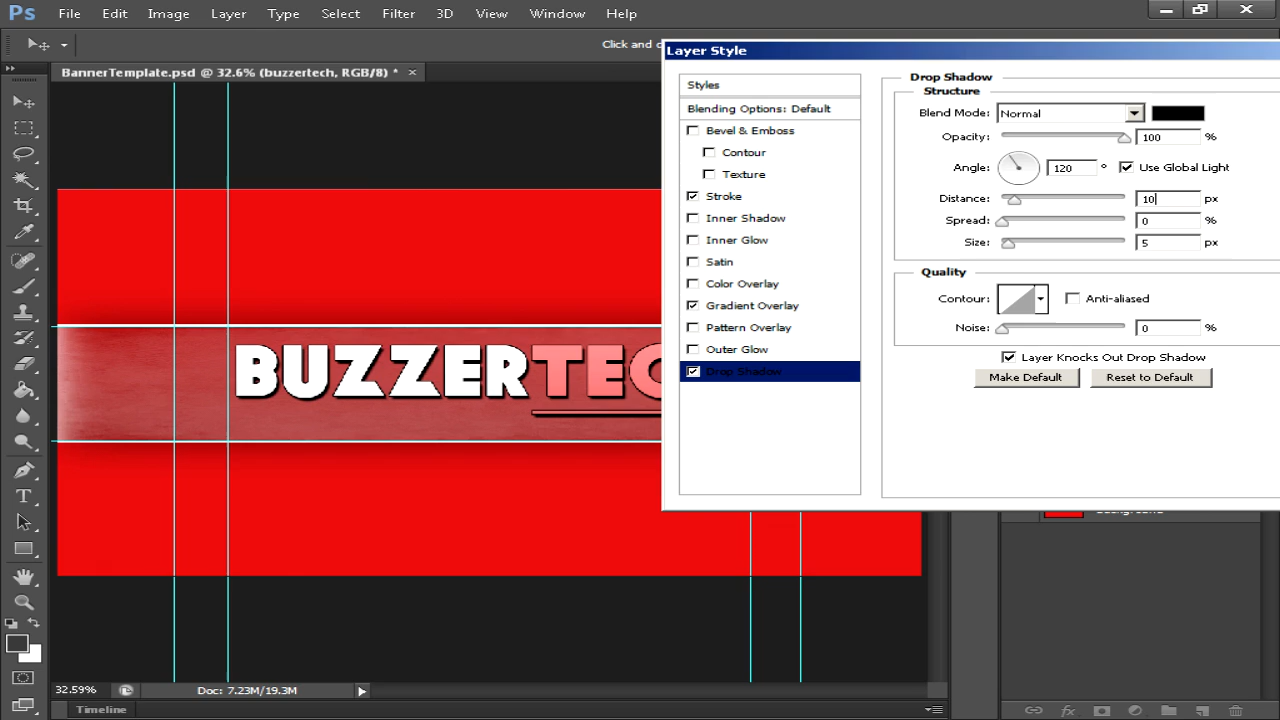 Ps File Edit Image Layer Type Select Filter 3D View Window Help
Click and
Layer Style
BannerTemplate.psd @ 32.6% (buzzertech, RGB/8) *
Styles
Blending Options: Default
Bevel & Emboss
Contour
Texture
Stroke
Inner Shadow
Inner Glow
Satin
Color Overlay
Gradient Overlay
Pattern Overlay
Outer Glow
Drop Shadow
Drop Shadow
Structure
Blend Mode: Normal
Opacity: 100 %
Angle: 120 ° Use Global Light
Distance: 10 px
Spread: 0 %
Size: 5 px
Quality
Contour: Anti-aliased
Noise: 0 %
Layer Knocks Out Drop Shadow
Make Default Reset to Default
BUZZERTEC
Background
32.59% Doc: 7.23M/19.3M
Timeline
fx